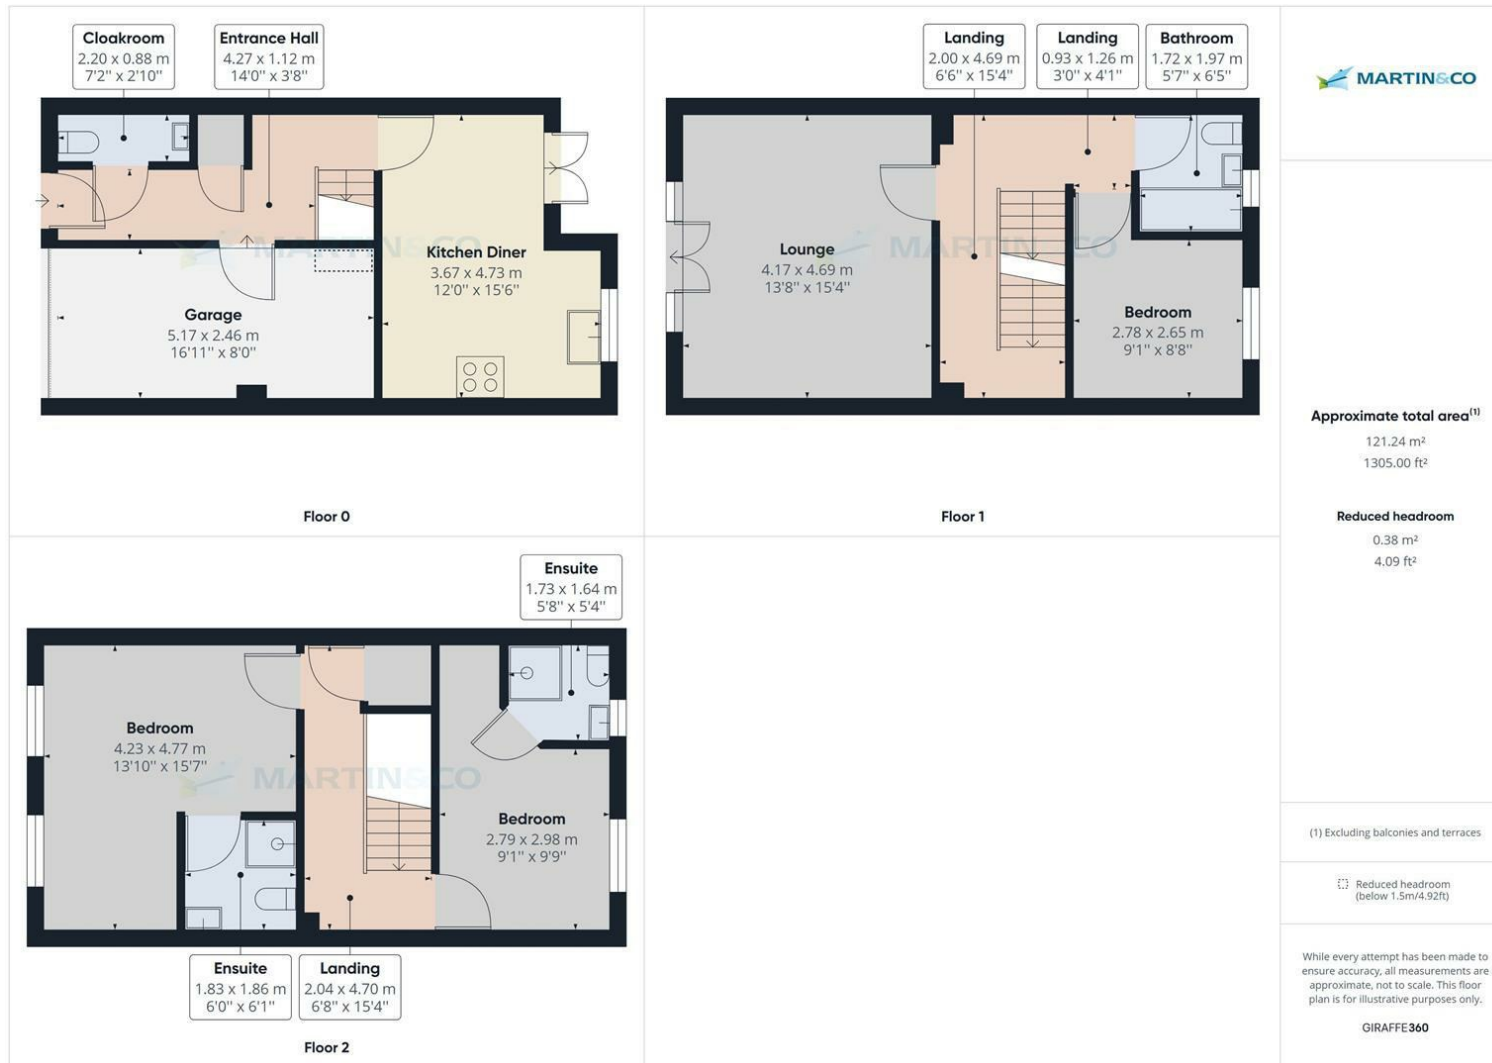 Cloakroom
2.20 x 0.88 m
7'2" x 2'10"
Entrance Hall
4.27 x 1.12 m
14'0" x 3'8"
MARTIN&CO
Kitchen Diner
3.67 x 4.73 m
12'0" x 15'6"
Garage
5.17 x 2.46 m
16'11" x 8'0"
Floor 0
Landing
2.00 x 4.69 m
6'6" x 15'4"
Landing
0.93 x 1.26 m
3'0" x 4'1"
Bathroom
1.72 x 1.97 m
5'7" x 6'5"
MARTIN&CO
Lounge
4.17 x 4.69 m
13'8" x 15'4"
Bedroom
2.78 x 2.65 m
9'1" x 8'8"
Floor 1
Ensuite
1.73 x 1.64 m
5'8" x 5'4"
Bedroom
4.23 x 4.77 m
13'10" x 15'7"
MARTIN&CO
Bedroom
2.79 x 2.98 m
9'1" x 9'9"
Ensuite
1.83 x 1.86 m
6'0" x 6'1"
Landing
2.04 x 4.70 m
6'8" x 15'4"
Floor 2
MARTIN&CO
Approximate total area(1)
121.24 m²
1305.00 ft²
Reduced headroom
0.38 m²
4.09 ft²
(1) Excluding balconies and terraces
Reduced headroom
(below 1.5m/4.92ft)
While every attempt has been made to
ensure accuracy, all measurements are
approximate, not to scale. This floor
plan is for illustrative purposes only.
GIRAFFE360